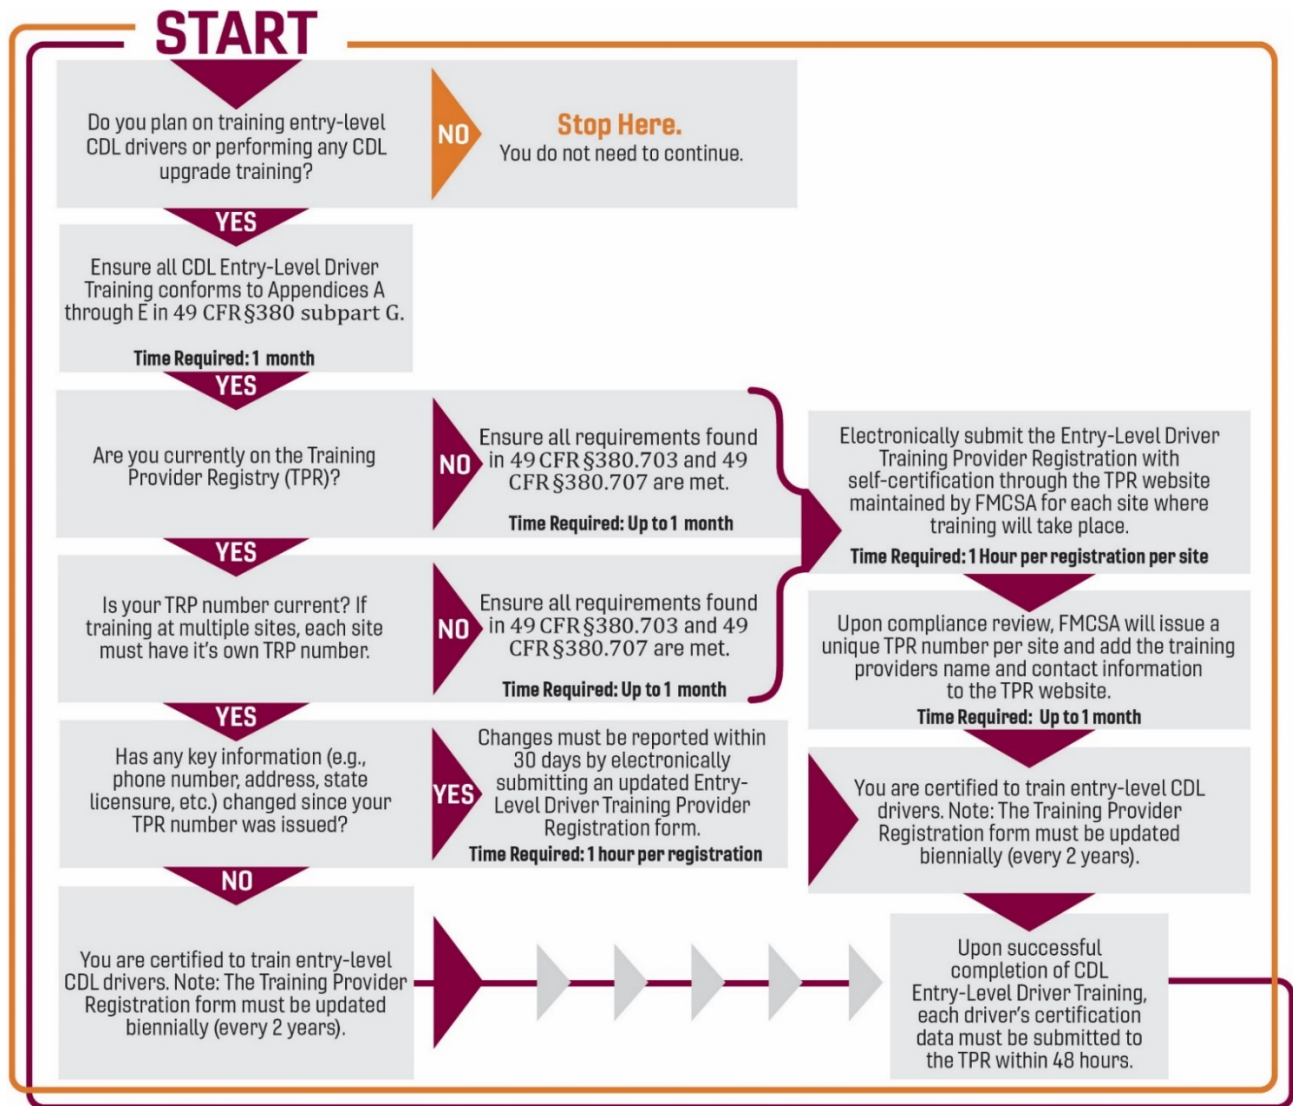 START
Do you plan on training entry-level
CDL drivers or performing any CDL
upgrade training?
NO
Stop Here.
You do not need to continue.
YES
Ensure all CDL Entry-Level Driver
Training conforms to Appendices A
through E in 49 CFR §380 subpart G.
Time Required: 1 month
YES
Are you currently on the Training
Provider Registry (TPR)?
NO
Ensure all requirements found
in 49 CFR §380.703 and 49
CFR §380.707 are met.
Time Required: Up to 1 month
YES
Is your TRP number current? If
training at multiple sites, each site
must have it's own TRP number.
NO
Ensure all requirements found
in 49 CFR §380.703 and 49
CFR §380.707 are met.
Time Required: Up to 1 month
YES
Has any key information (e.g.,
phone number, address, state
licensure, etc.) changed since your
TPR number was issued?
YES
Changes must be reported within
30 days by electronically
submitting an updated Entry-
Level Driver Training Provider
Registration form.
Time Required: 1 hour per registration
NO
You are certified to train entry-level
CDL drivers. Note: The Training Provider
Registration form must be updated
biennially (every 2 years).
Electronically submit the Entry-Level Driver
Training Provider Registration with
self-certification through the TPR website
maintained by FMCSA for each site where
training will take place.
Time Required: 1 Hour per registration per site
Upon compliance review, FMCSA will issue a
unique TPR number per site and add the training
providers name and contact information
to the TPR website.
Time Required: Up to 1 month
You are certified to train entry-level CDL
drivers. Note: The Training Provider
Registration form must be updated
biennially (every 2 years).
Upon successful
completion of CDL
Entry-Level Driver Training,
each driver's certification
data must be submitted to
the TPR within 48 hours.